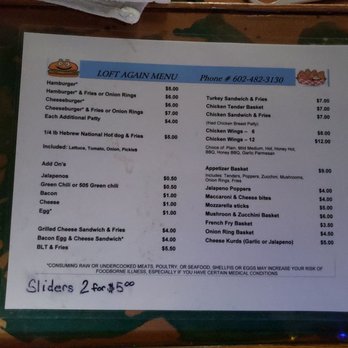 LOFT AGAIN MENU Phone # 602-482-3130
Hamburger* $5.00
Hamburger* & Fries or Onion Rings $6.00
Cheeseburger*
Cheeseburger* & Fries or Onion Rings $7.00
Each Additional Patty $4.00
1/4 lb Hebrew National Hot dog & Fries $5.00
Included: Lettuce, Tomato, Onion, Pickle$
Add On's
Jalapenos $0.50
Green Chili or 505 Green chili $0.50
Bacon $1.00
Cheese $1.00
Egg* $1.00
Grilled Cheese Sandwich & Fries $4.00
Bacon Egg & Cheese Sandwich* $4.00
BLT & Fries $5.50
Turkey Sandwich & Fries $7.00
Chicken Tender Basket $7.00
Chicken Sandwich & Fries $7.00
(Fried Chicken Breast Patty)
Chicken Wings - 6 $8.00
Chicken Wings - 12 $12.00
Choice of: Plain, Mild Medium, Hot, Honey Hot,
BBQ, Honey BBQ, Garlic Parmesan
Appetizer Basket
Includes: Tenders, Poppers, Zucchini, Mushrooms,
Onion Rings, Fries
Jalapeno Poppers $4.00
Maccaroni & Cheese bites $4.00
Mozzarella sticks $5.00
Mushroom & Zucchini Basket $6.00
French Fry Basket $3.50
Onion Ring Basket $4.50
Cheese Kurds (Garlic or Jalapeno) $5.00
*CONSUMING RAW OR UNDERCOOKED MEATS, POULTRY, OR SEAFOOD, SHELLFIS OR EGGS MAY INCREASE YOUR RISK OF
FOODBORNE ILLNESS, ESPECIALLY IF YOU HAVE CERTAIN MEDICAL CONDITIONS
Sliders 2 for $5.00